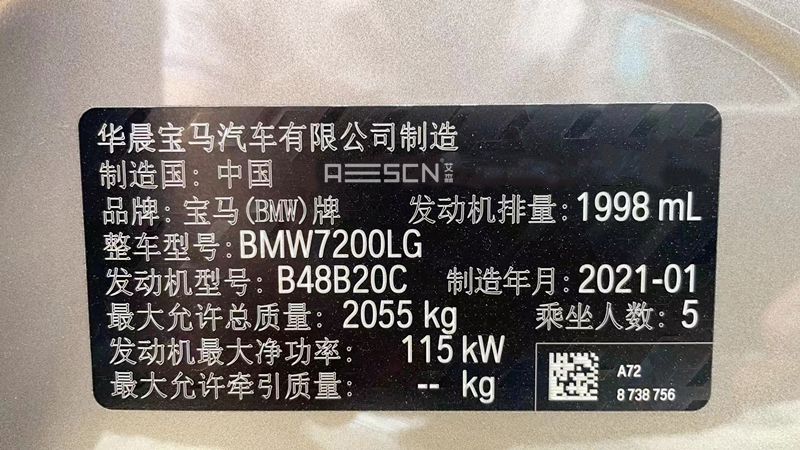 华晨宝马汽车有限公司制造
制造国: 中国
AESCN 艾森
品牌: 宝马(BMW)牌 发动机排量: 1998 mL
整车型号: BMW7200LG
发动机型号: B48B20C 制造年月: 2021-01
最大允许总质量: 2055 kg 乘坐人数: 5
发动机最大净功率: 115 kW
最大允许牵引质量: -- kg
A72
8 738 756